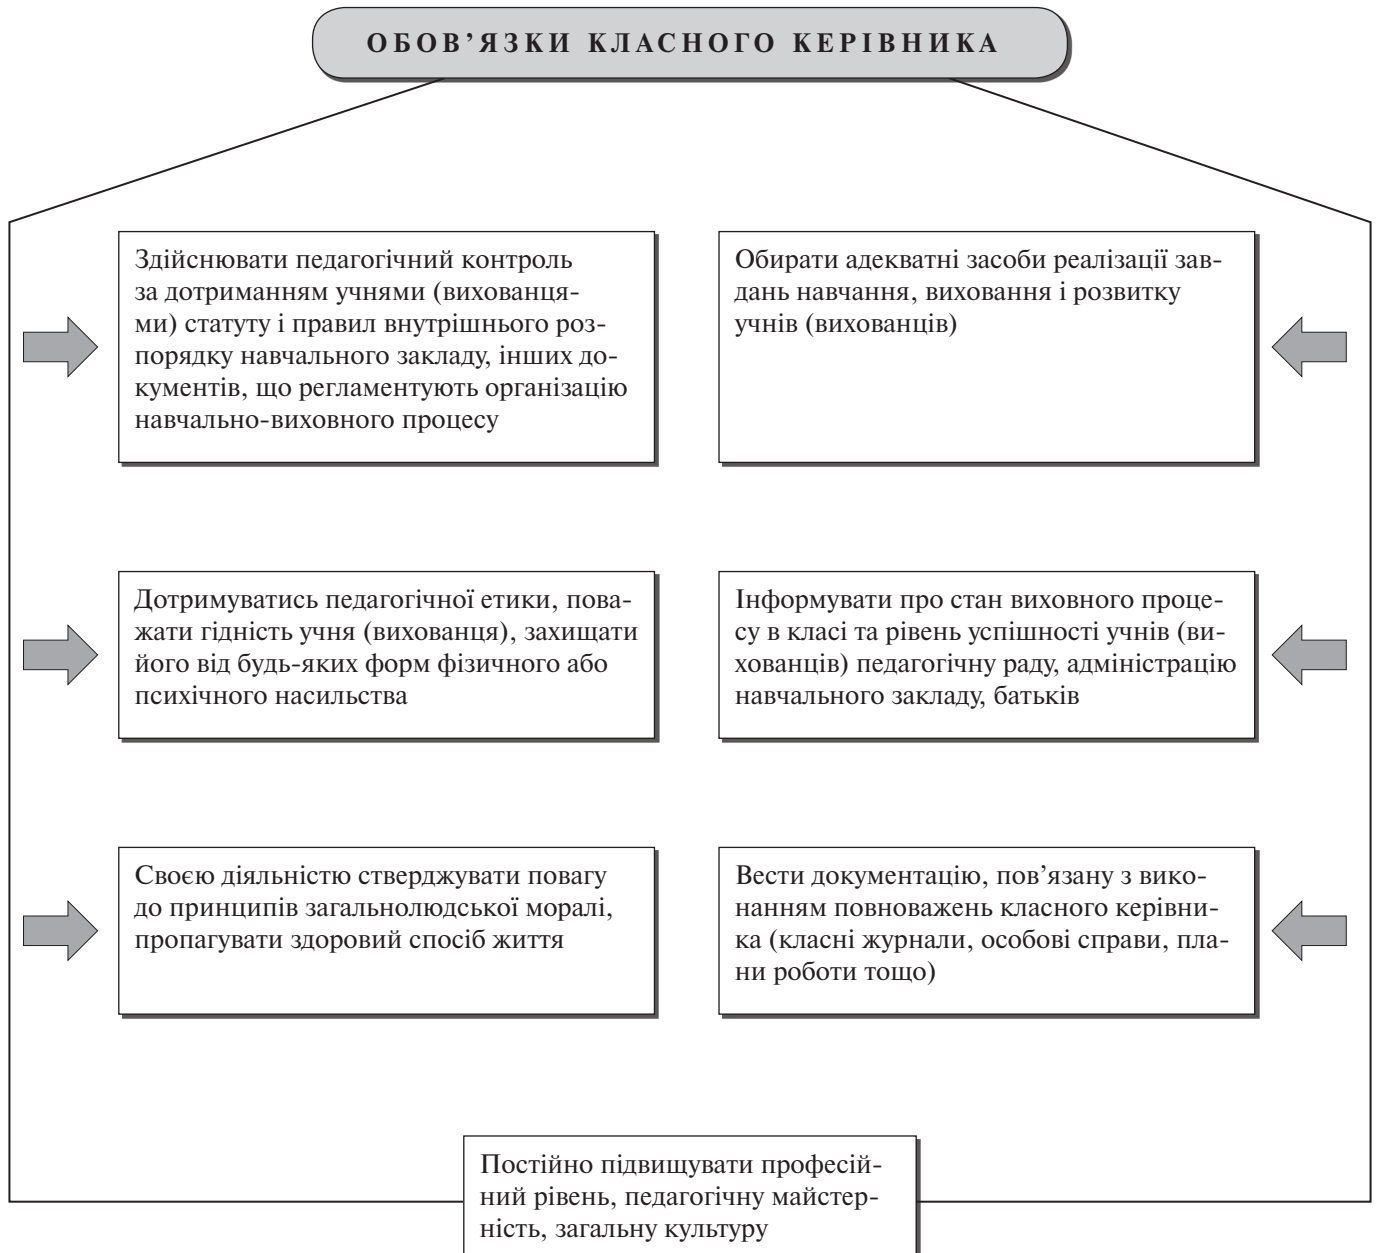 ОБОВ’ЯЗКИ КЛАСНОГО КЕРІВНИКА
Здійснювати педагогічний контроль
за дотриманням учнями (вихованця-
ми) статуту і правил внутрішнього роз-
порядку навчального закладу, інших до-
кументів, що регламентують організацію
навчально-виховного процесу
Обирати адекватні засоби реалізації зав-
дань навчання, виховання і розвитку
учнів (вихованців)
Дотримуватись педагогічної етики, пова-
жати гідність учня (вихованця), захищати
його від будь-яких форм фізичного або
психічного насильства
Інформувати про стан виховного проце-
су в класі та рівень успішності учнів (ви-
хованців) педагогічну раду, адміністрацію
навчального закладу, батьків
Своєю діяльністю стверджувати повагу
до принципів загальнолюдської моралі,
пропагувати здоровий спосіб життя
Вести документацію, пов’язану з вико-
нанням повноважень класного керівни-
ка (класні журнали, особові справи, пла-
ни роботи тощо)
Постійно підвищувати професій-
ний рівень, педагогічну майстер-
ність, загальну культуру